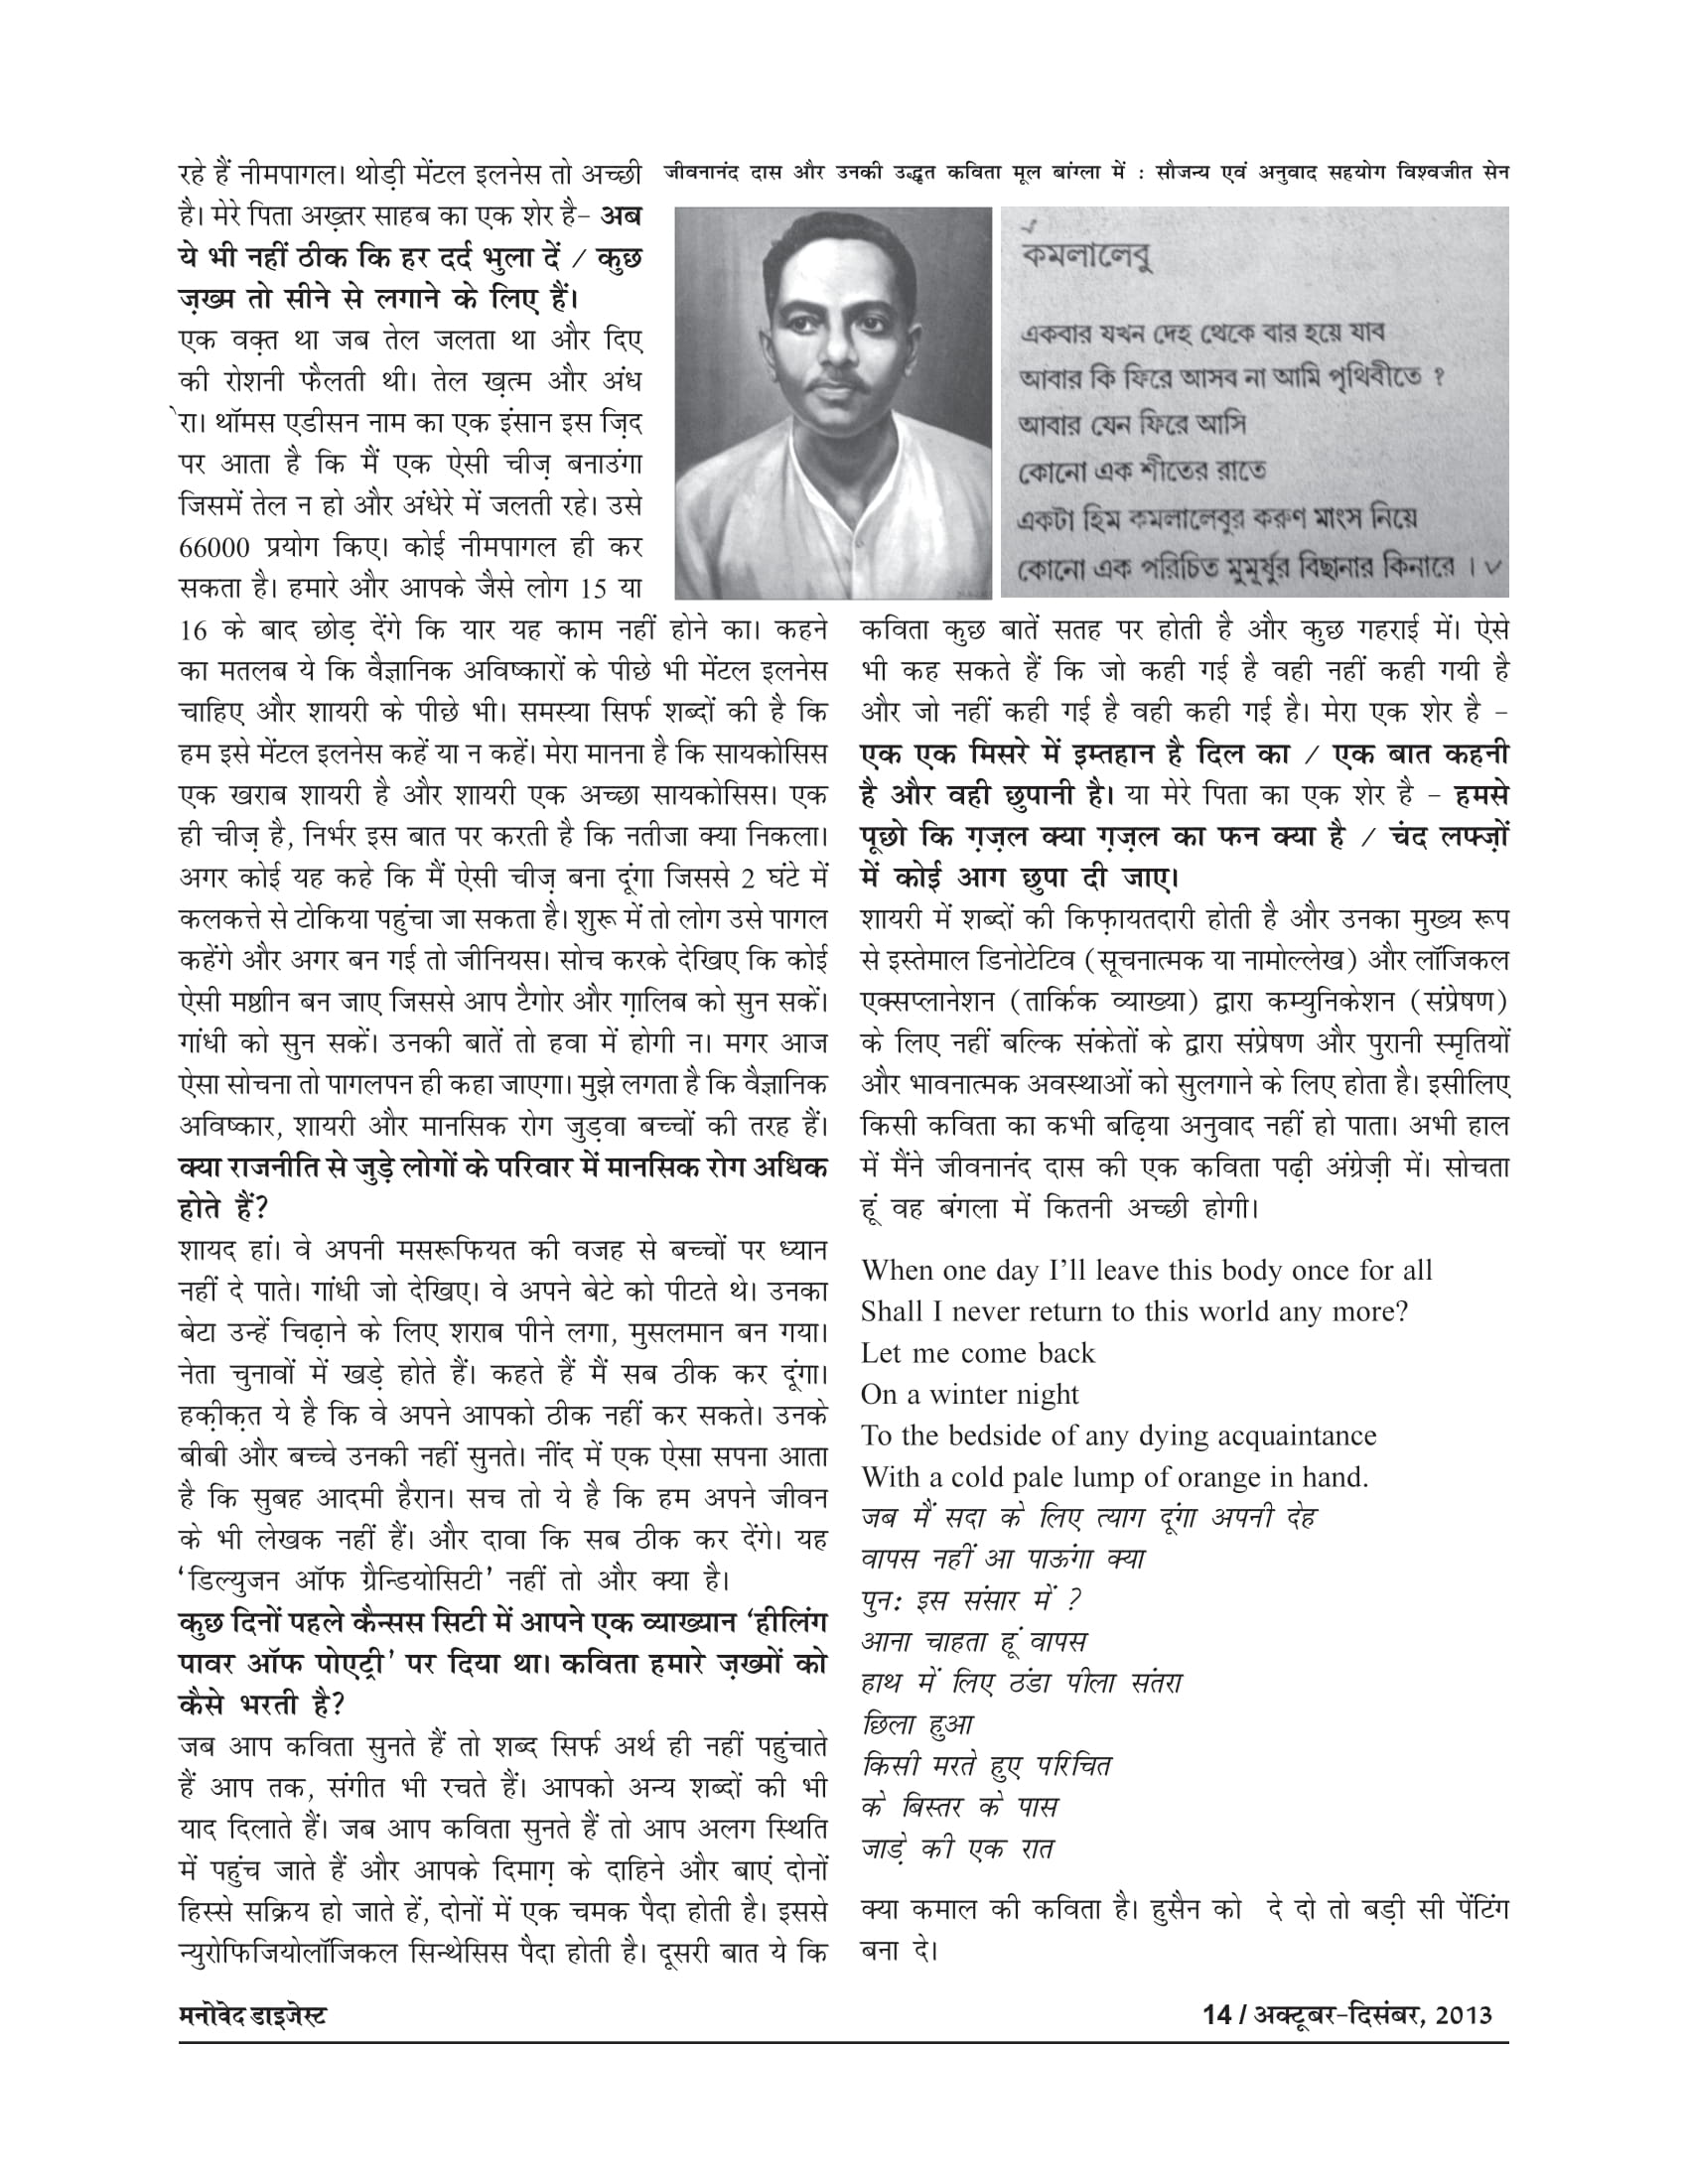 रहे हैं नीमपागल। थोड़ी मेंटल इलनेस तो अच्छी
है। मेरे पिता अख़्तर साहब का एक शेर है- अब
ये भी नहीं ठीक कि हर दर्द भुला दें / कुछ
ज़ख्म तो सीने से लगाने के लिए हैं।
एक वक़्त था जब तेल जलता था और दिए
की रोशनी फैलती थी। तेल ख़त्म और अंध
ेरा। थॉमस एडीसन नाम का एक इंसान इस ज़िद
पर आता है कि मैं एक ऐसी चीज़ बनाउंगा
जिसमें तेल न हो और अंधेरे में जलती रहे। उसे
66000 प्रयोग किए। कोई नीमपागल ही कर
सकता है। हमारे और आपके जैसे लोग 15 या
16 के बाद छोड़ देंगे कि यार यह काम नहीं होने का। कहने
का मतलब ये कि वैज्ञानिक अविष्कारों के पीछे भी मेंटल इलनेस
चाहिए और शायरी के पीछे भी। समस्या सिर्फ शब्दों की है कि
हम इसे मेंटल इलनेस कहें या न कहें। मेरा मानना है कि सायकोसिस
एक खराब शायरी है और शायरी एक अच्छा सायकोसिस। एक
ही चीज़ है, निर्भर इस बात पर करती है कि नतीजा क्या निकला।
अगर कोई यह कहे कि मैं ऐसी चीज़ बना दूंगा जिससे 2 घंटे में
कलकत्ते से टोकिया पहुंचा जा सकता है। शुरू में तो लोग उसे पागल
कहेंगे और अगर बन गई तो जीनियस। सोच करके देखिए कि कोई
ऐसी मष्ठाीन बन जाए जिससे आप टैगोर और ग़ालिब को सुन सकें।
गांधी को सुन सकें। उनकी बातें तो हवा में होगी न। मगर आज
ऐसा सोचना तो पागलपन ही कहा जाएगा। मुझे लगता है कि वैज्ञानिक
अविष्कार, शायरी और मानसिक रोग जुड़वा बच्चों की तरह हैं।
क्या राजनीति से जुड़े लोगों के परिवार में मानसिक रोग अधिक
होते हैं?
शायद हां। वे अपनी मसरूफियत की वजह से बच्चों पर ध्यान
नहीं दे पाते। गांधी जो देखिए। वे अपने बेटे को पीटते थे। उनका
बेटा उन्हें चिढ़ाने के लिए शराब पीने लगा, मुसलमान बन गया।
नेता चुनावों में खड़े होते हैं। कहते हैं मैं सब ठीक कर दूंगा।
हक़ीक़त ये है कि वे अपने आपको ठीक नहीं कर सकते। उनके
बीबी और बच्चे उनकी नहीं सुनते। नींद में एक ऐसा सपना आता
है कि सुबह आदमी हैरान। सच तो ये है कि हम अपने जीवन
के भी लेखक नहीं हैं। और दावा कि सब ठीक कर देंगे। यह
‘डिल्युजन ऑफ ग्रैन्डियोसिटी’ नहीं तो और क्या है।
कुछ दिनों पहले कैन्सस सिटी में आपने एक व्याख्यान ‘हीलिंग
पावर ऑफ पोएट्री’ पर दिया था। कविता हमारे ज़ख्मों को
कैसे भरती है?
जब आप कविता सुनते हैं तो शब्द सिर्फ अर्थ ही नहीं पहुंचाते
हैं आप तक, संगीत भी रचते हैं। आपको अन्य शब्दों की भी
याद दिलाते हैं। जब आप कविता सुनते हैं तो आप अलग स्थिति
में पहुंच जाते हैं और आपके दिमाग़ के दाहिने और बाएं दोनों
हिस्से सक्रिय हो जाते हें, दोनों में एक चमक पैदा होती है। इससे
न्युरोफिजियोलॉजिकल सिन्थेसिस पैदा होती है। दूसरी बात ये कि
जीवनानंद दास और उनकी उद्धृत कविता मूल बांग्ला में : सौजन्य एवं अनुवाद सहयोग विश्वजीत सेन
কমলালেবু
একবার যখন দেহ থেকে বার হয়ে যাব
আবার কি ফিরে আসব না আমি পৃথিবীতে ?
আবার যেন ফিরে আসি
কোনো এক শীতের রাতে
একটা হিম কমলালেবুর করুণ মাংস নিয়ে
কোনো এক পরিচিত মুমূর্ষুর বিছানার কিনারে ।
कविता कुछ बातें सतह पर होती है और कुछ गहराई में। ऐसे
भी कह सकते हैं कि जो कही गई है वही नहीं कही गयी है
और जो नहीं कही गई है वही कही गई है। मेरा एक शेर है -
एक एक मिसरे में इम्तहान है दिल का / एक बात कहनी
है और वही छुपानी है। या मेरे पिता का एक शेर है - हमसे
पूछो कि ग़ज़ल क्या ग़ज़ल का फन क्या है / चंद लफ्ज़ों
में कोई आग छुपा दी जाए।
शायरी में शब्दों की किफ़ायतदारी होती है और उनका मुख्य रूप
से इस्तेमाल डिनोटेटिव (सूचनात्मक या नामोल्लेख) और लॉजिकल
एक्सप्लानेशन (तार्किक व्याख्या) द्वारा कम्युनिकेशन (संप्रेषण)
के लिए नहीं बल्कि संकेतों के द्वारा संप्रेषण और पुरानी स्मृतियों
और भावनात्मक अवस्थाओं को सुलगाने के लिए होता है। इसीलिए
किसी कविता का कभी बढ़िया अनुवाद नहीं हो पाता। अभी हाल
में मैंने जीवनानंद दास की एक कविता पढ़ी अंग्रेज़ी में। सोचता
हूं वह बंगला में कितनी अच्छी होगी।
When one day I’ll leave this body once for all
Shall I never return to this world any more?
Let me come back
On a winter night
To the bedside of any dying acquaintance
With a cold pale lump of orange in hand.
जब मैं सदा के लिए त्याग दूंगा अपनी देह
वापस नहीं आ पाऊंगा क्या
पुनः इस संसार में ?
आना चाहता हूं वापस
हाथ में लिए ठंडा पीला संतरा
छिला हुआ
किसी मरते हुए परिचित
के बिस्तर के पास
जाड़े की एक रात
क्या कमाल की कविता है। हुसैन को दे दो तो बड़ी सी पेंटिंग
बना दे।
मनोवेद डाइजेस्ट
14 / अक्टूबर-दिसंबर, 2013